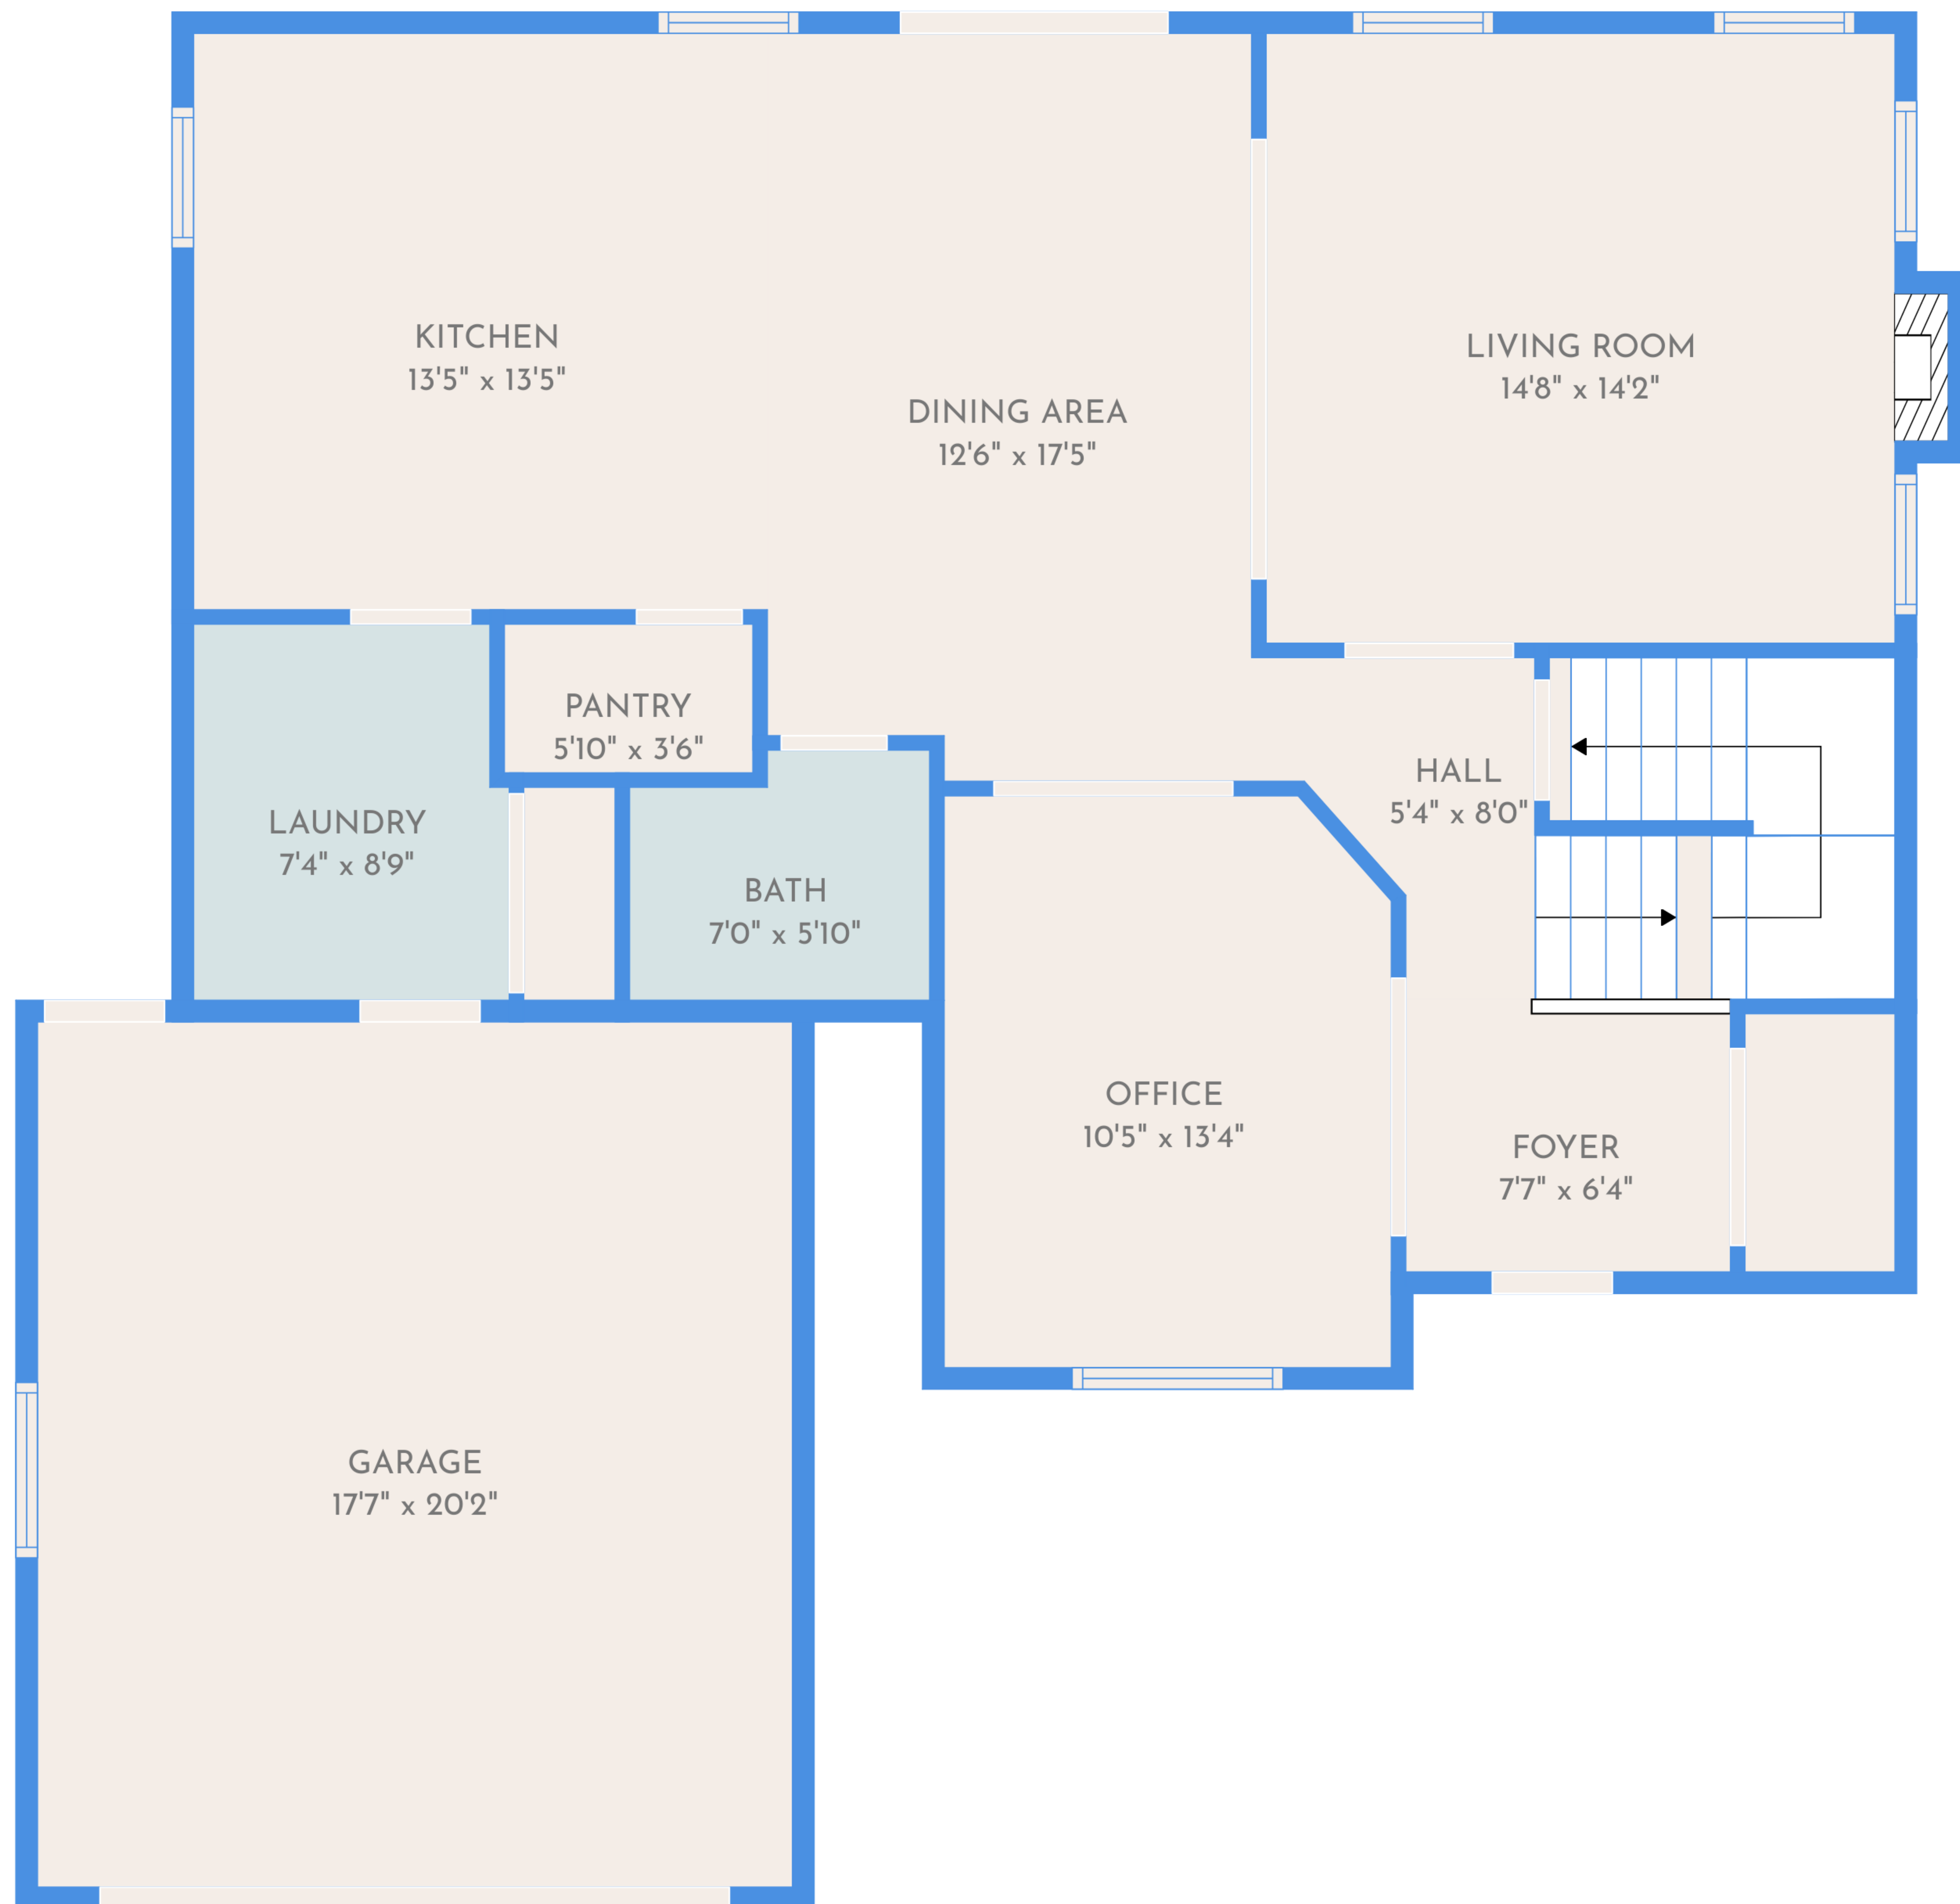 KITCHEN
13'5" x 13'5"
LIVING ROOM
14'8" x 14'2"
DINING AREA
12'6" x 17'5"
PANTRY
5'10" x 3'6"
HALL
5'4" x 8'0"
LAUNDRY
7'4" x 8'9"
BATH
7'0" x 5'10"
OFFICE
10'5" x 13'4"
FOYER
7'7" x 6'4"
GARAGE
17'7" x 20'2"